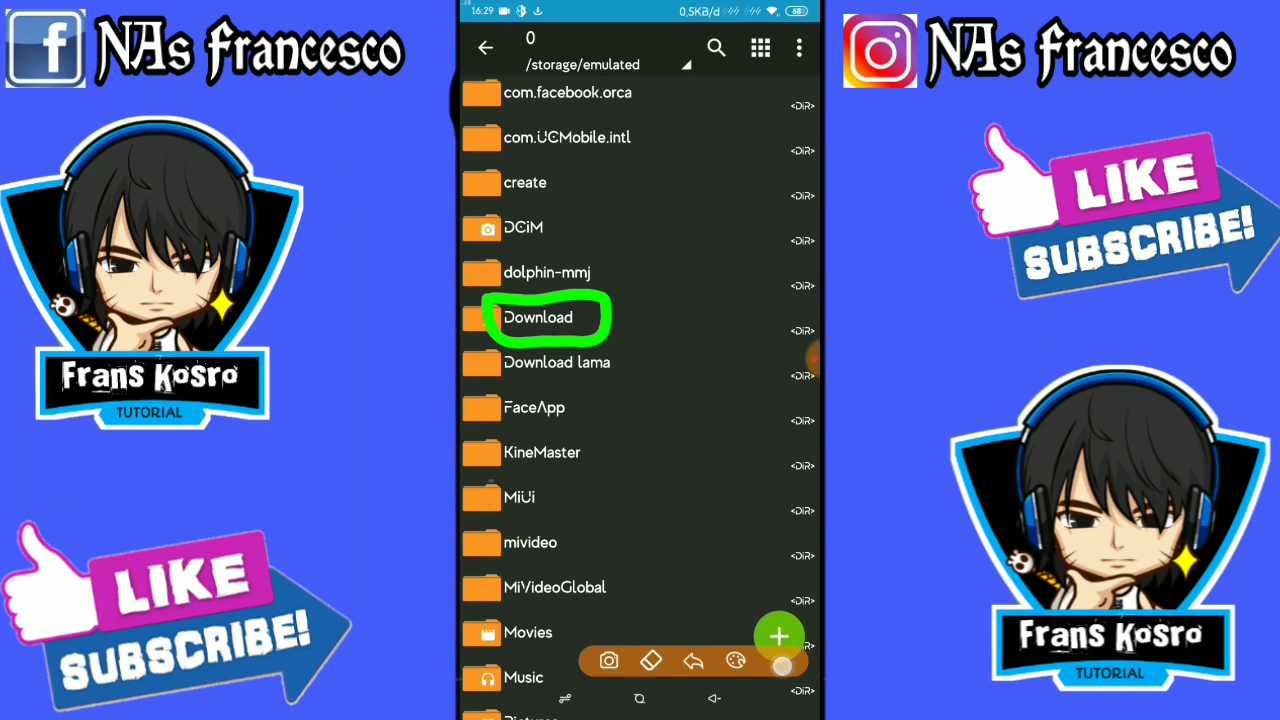 NAs Francesco
Frans Kosro
TUTORIAL
LIKE
SUBSCRIBE!
16:29
0,5KB/d
68
0
/storage/emulated
com.facebook.orca
<DIR>
com.UCMobile.intl
<DIR>
create
<DIR>
DCiM
<DIR>
dolphin-mmj
<DIR>
Download
<DIR>
Download lama
<DIR>
FaceApp
<DIR>
KineMaster
<DIR>
MiUi
<DIR>
mivideo
<DIR>
MiVideoGlobal
<DIR>
Movies
Music
<DIR>
NAs Francesco
LIKE
SUBSCRIBE!
Frans Kosro
TUTORIAL